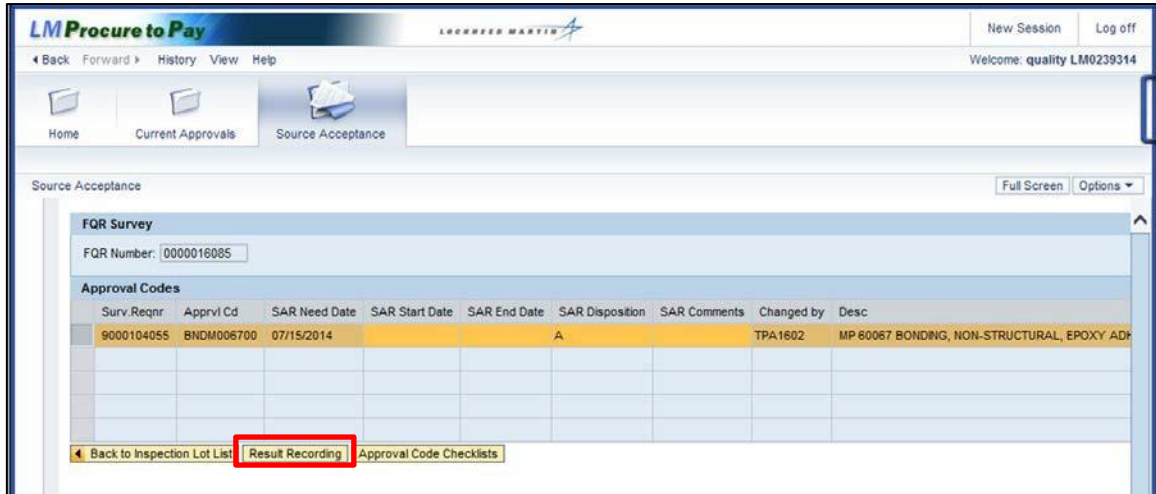 LM Procure to Pay LOCKHEED MARTIN New Session Log off
Back Forward History View Help Welcome: quality LM0239314
Home Current Approvals Source Acceptance
Source Acceptance Full Screen Options
FQR Survey
FQR Number: 0000016085
Approval Codes
Surv.Reqnr Apprvl Cd SAR Need Date SAR Start Date SAR End Date SAR Disposition SAR Comments Changed by Desc
9000104055 BNDM006700 07/15/2014 A TPA1602 MP 60067 BONDING, NON-STRUCTURAL, EPOXY ADH
Back to Inspection Lot List Result Recording Approval Code Checklists